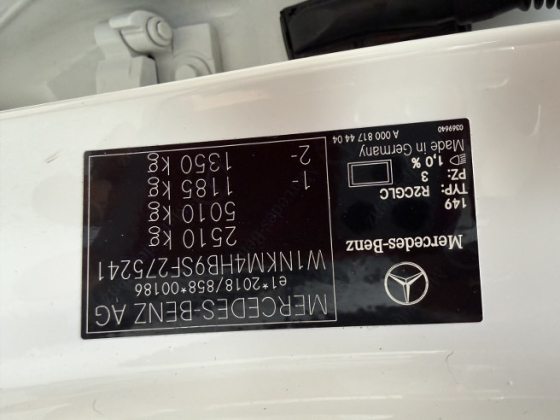 MERCEDES-BENZ AG
e1*2018/858*00186
W1NKM4HB9SF275241
2510 kg
5010 kg
1- 1185 kg
2- 1350 kg
Mercedes-Benz
149
TYP: R2CGLC
PZ: 3
1,0 %
Made in Germany
A 000 817 44 04
0369640